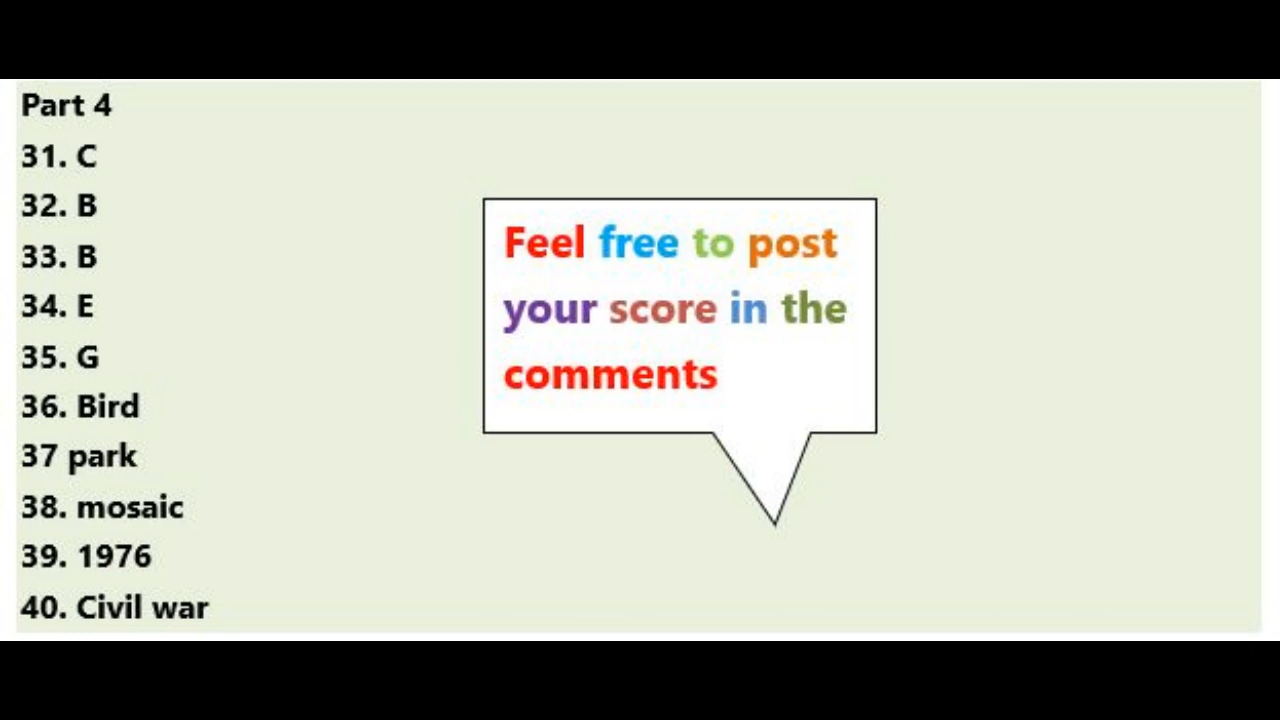 Part 4
31. C
32. B
33. B
34. E
35. G
36. Bird
37 park
38. mosaic
39. 1976
40. Civil war
Feel free to post
your score in the
comments